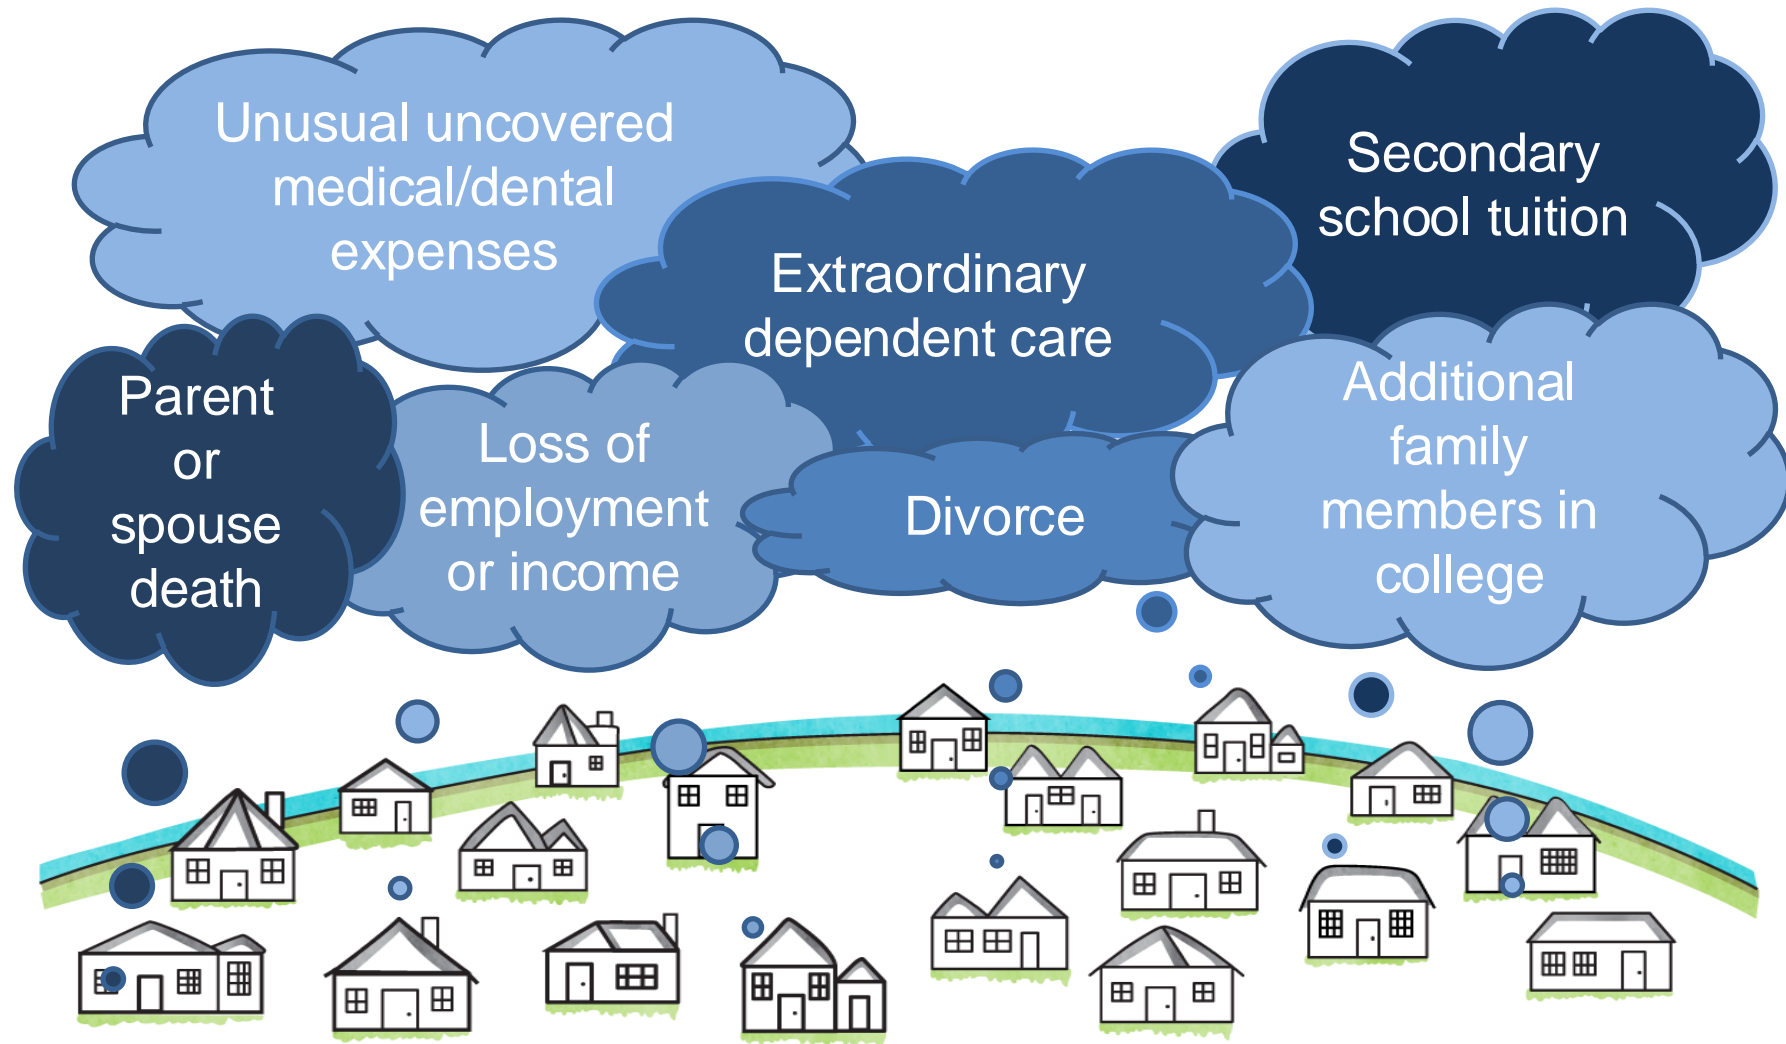 Unusual uncovered
medical/dental
expenses
Secondary
school tuition
Extraordinary
dependent care
Parent
or
spouse
death
Loss of
employment
or income
Divorce
Additional
family
members in
college